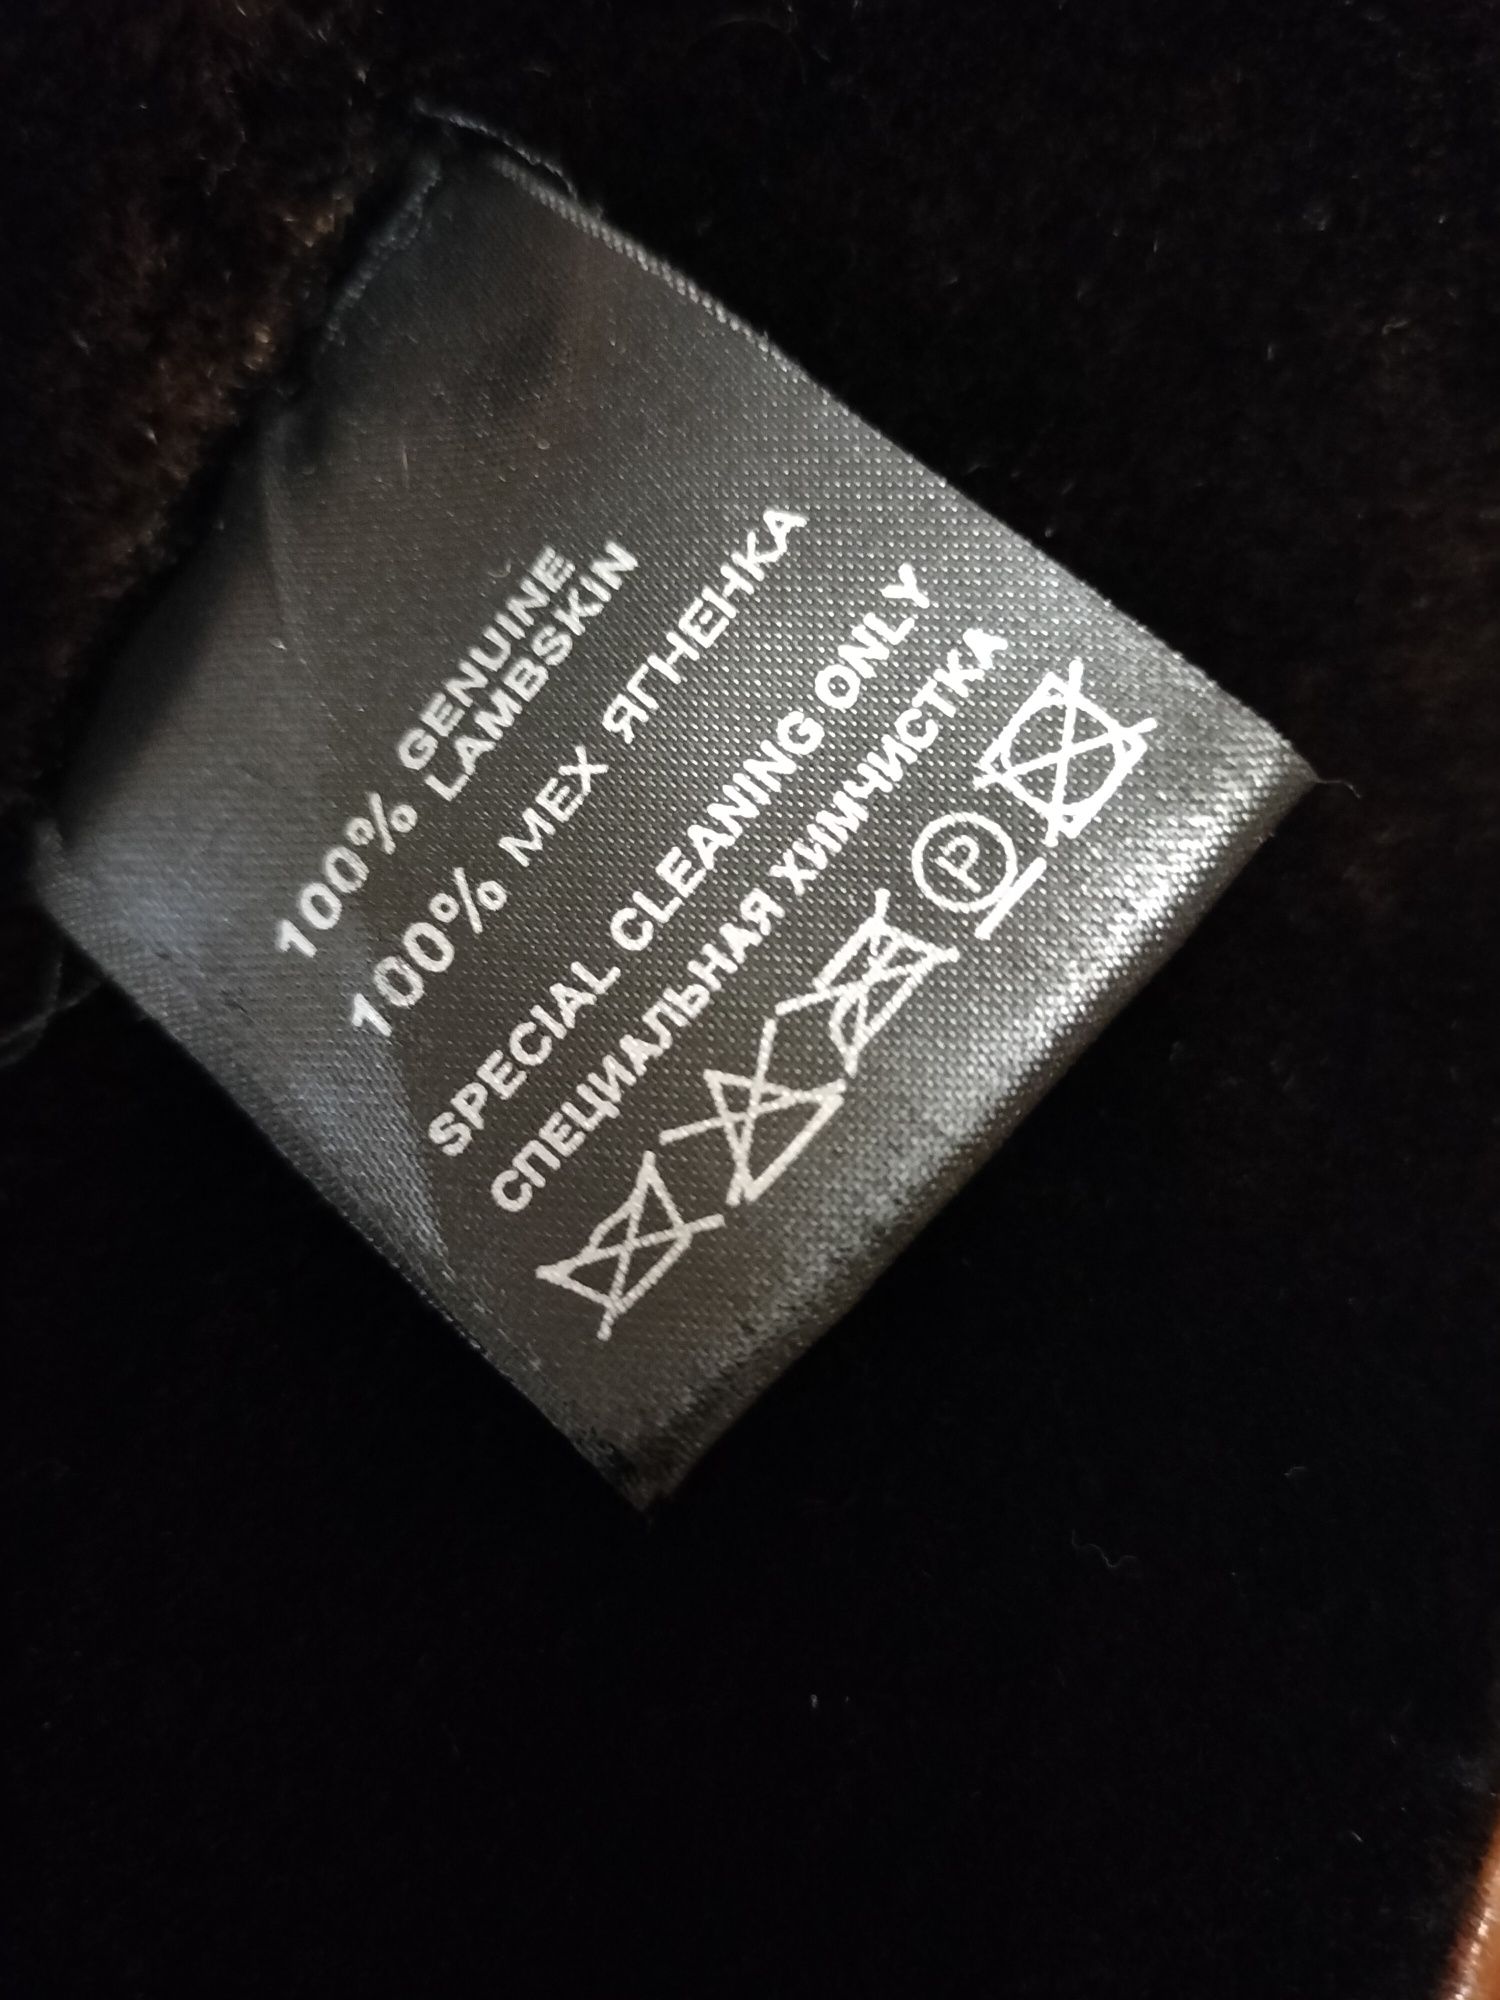 100% GENUINE
LAMBSKIN
100% МЕХ ЯГНЕНКА
SPECIAL CLEANING ONLY
СПЕЦИАЛЬНАЯ ХИМЧИСТКА
P